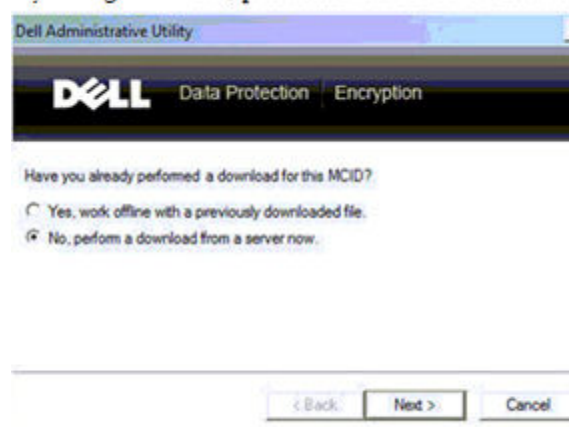 Dell Administrative Utility
DELL Data Protection | Encryption
Have you already performed a download for this MCID?
Yes, work offline with a previously downloaded file.
No, perform a download from a server now.
< Back Next > Cancel